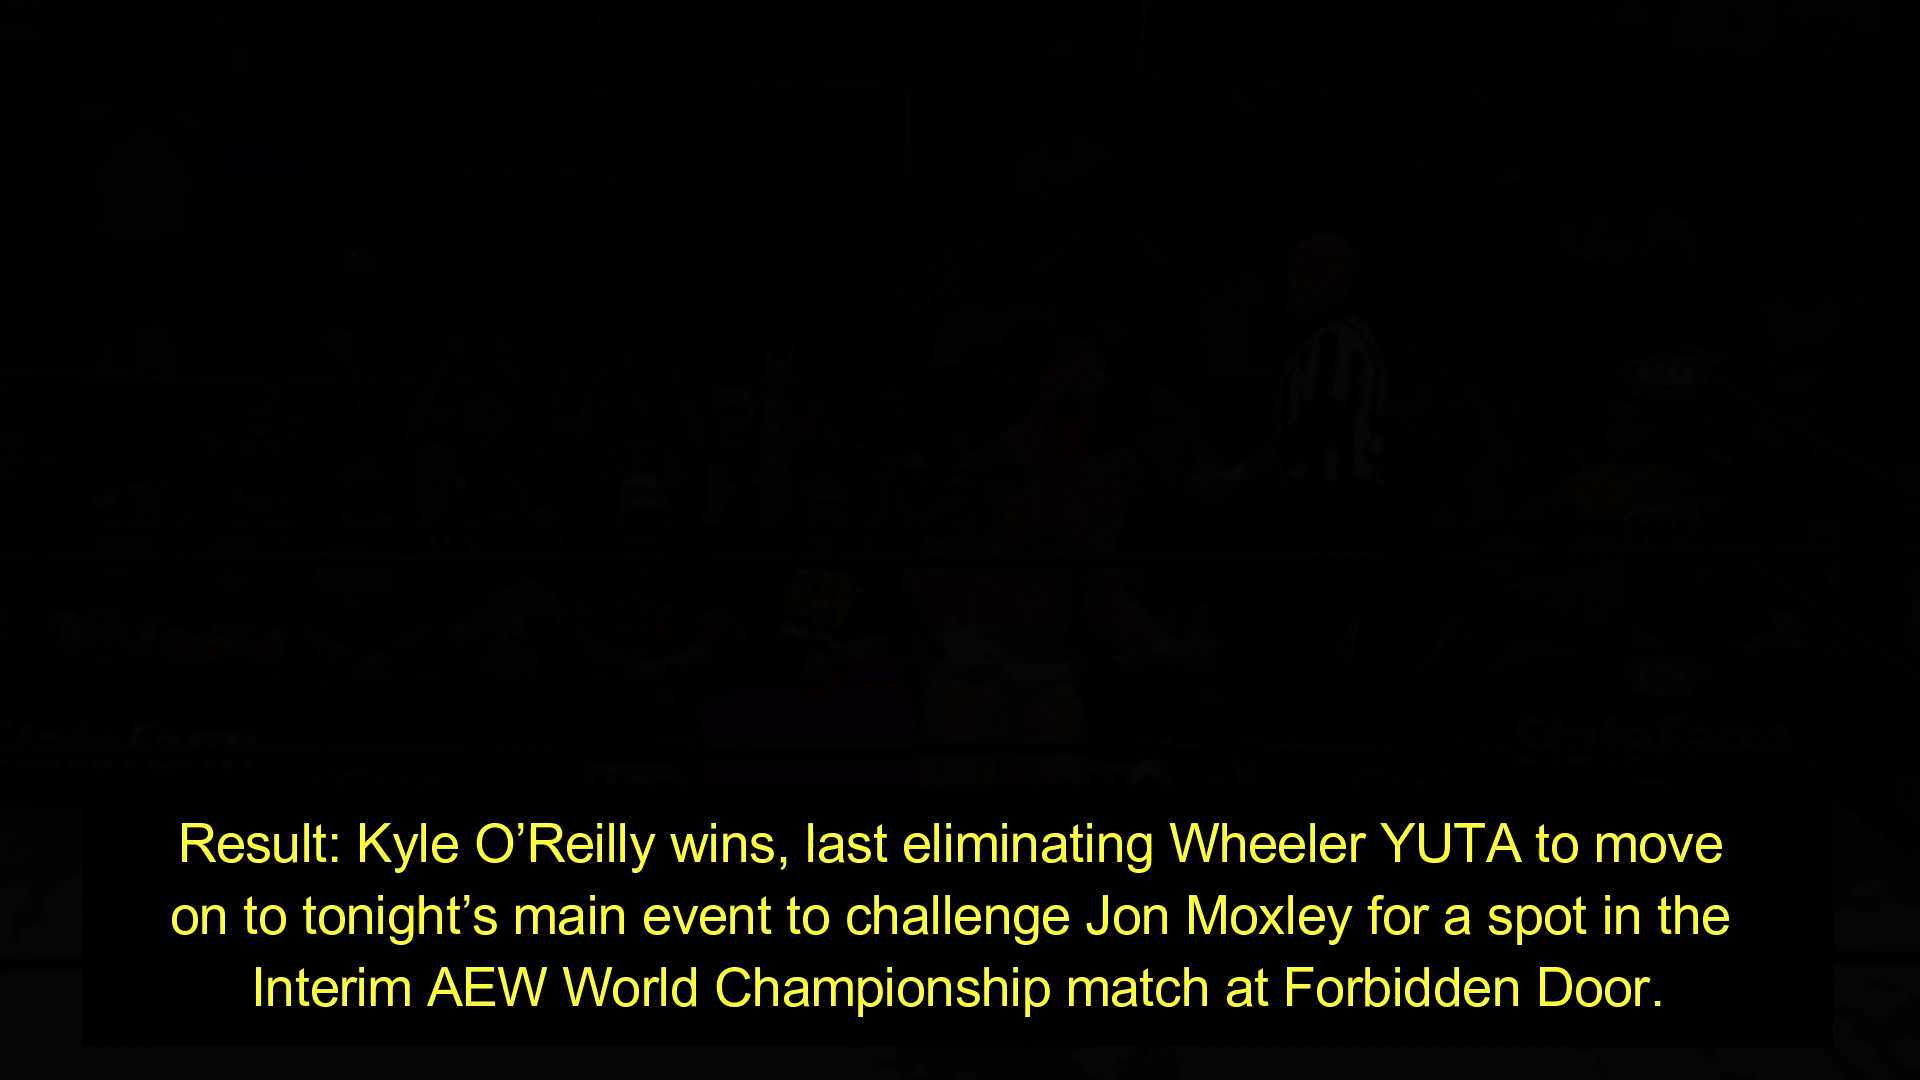 Result: Kyle O’Reilly wins, last eliminating Wheeler YUTA to move
on to tonight’s main event to challenge Jon Moxley for a spot in the
Interim AEW World Championship match at Forbidden Door.